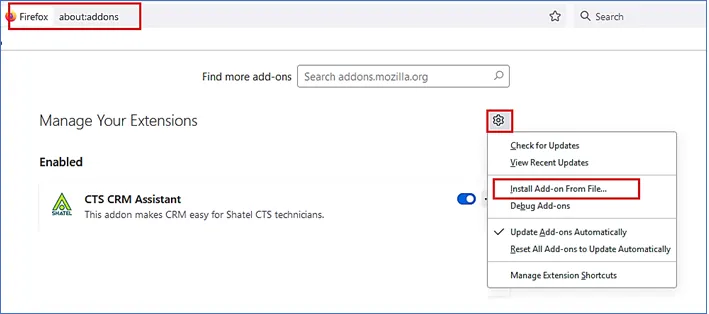 Firefox about:addons
Search
Find more add-ons
Search addons.mozilla.org
Manage Your Extensions
Check for Updates
View Recent Updates
Install Add-on From File...
Debug Add-ons
Update Add-ons Automatically
Reset All Add-ons to Update Automatically
Manage Extension Shortcuts
Enabled
SHATEL
CTS CRM Assistant
This addon makes CRM easy for Shatel CTS technicians.